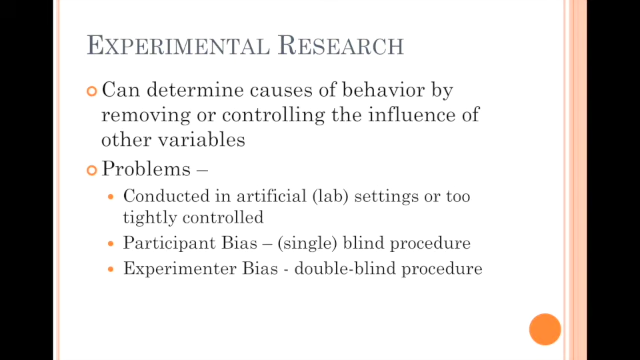 EXPERIMENTAL RESEARCH
Can determine causes of behavior by
removing or controlling the influence of
other variables
Problems –
Conducted in artificial (lab) settings or too
tightly controlled
Participant Bias – (single) blind procedure
Experimenter Bias - double-blind procedure